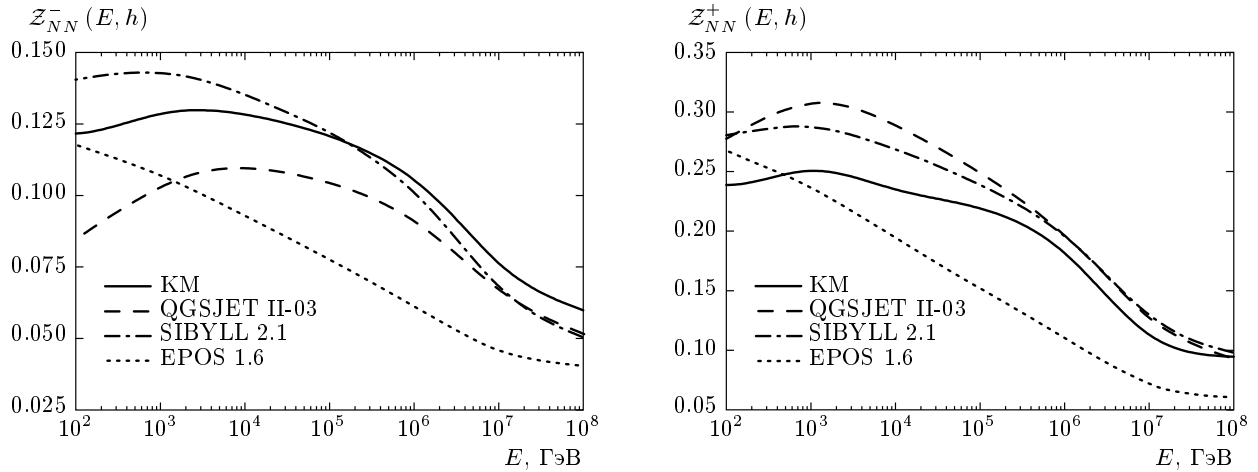 𝒵⁻_NN (E, h)
0.150
0.125
0.100
0.075
0.050
0.025
KM
QGSJET II-03
SIBYLL 2.1
EPOS 1.6
10² 10³ 10⁴ 10⁵ 10⁶ 10⁷ 10⁸
E, ГэВ
𝒵⁺_NN (E, h)
0.35
0.30
0.25
0.20
0.15
0.10
0.05
KM
QGSJET II-03
SIBYLL 2.1
EPOS 1.6
10² 10³ 10⁴ 10⁵ 10⁶ 10⁷ 10⁸
E, ГэВ